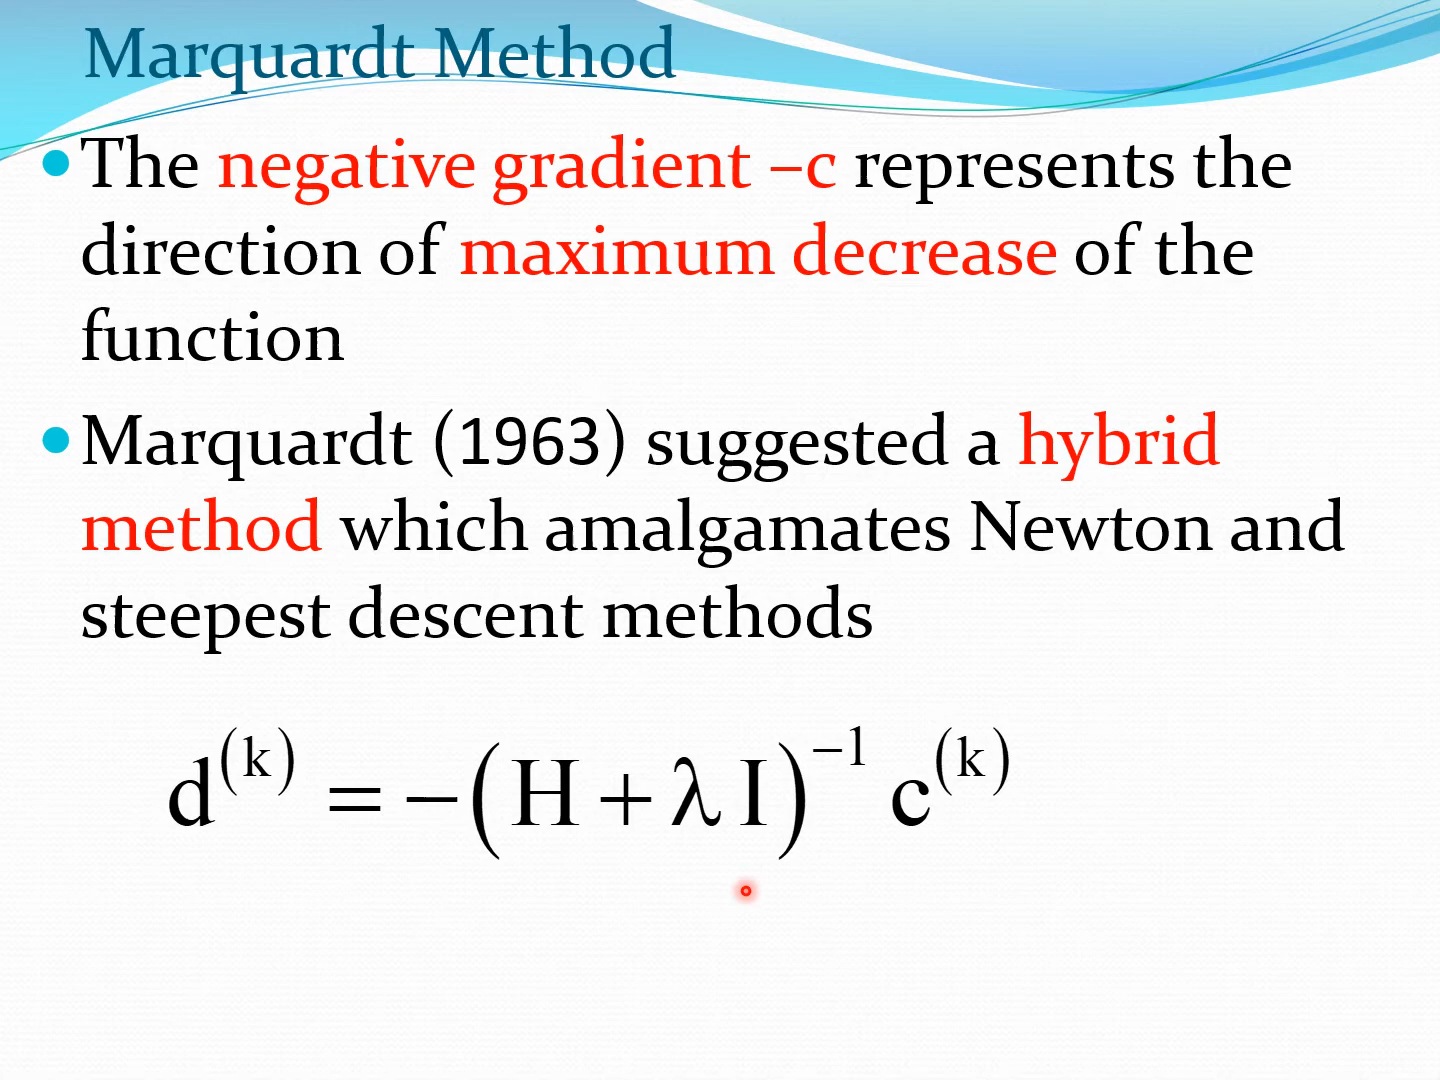 Marquardt Method
•The negative gradient –c represents the
direction of maximum decrease of the
function
•Marquardt (1963) suggested a hybrid
method which amalgamates Newton and
steepest descent methods
d^(k) = −(H + λ I)^−1 c^(k)